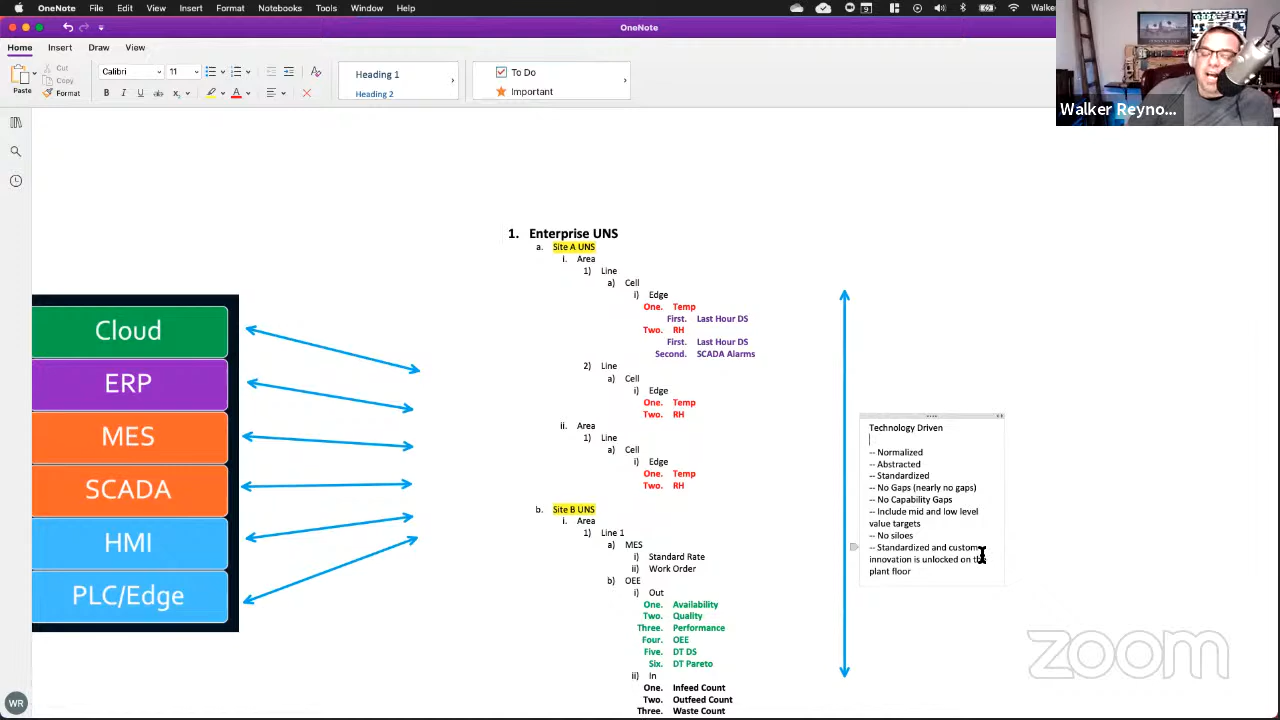 OneNote File Edit View Insert Format Notebooks Tools Window Help
Walke
OneNote
Home Insert Draw View
Paste
Cut
Copy
Format
Calibri 11
B I U ab x A
Heading 1
Heading 2
To Do
Important
Walker Reyno...
1. Enterprise UNS
a. Site A UNS
i. Area
1) Line
a) Cell
i) Edge
One. Temp
First. Last Hour DS
Two. RH
First. Last Hour DS
Second. SCADA Alarms
2) Line
a) Cell
i) Edge
One. Temp
Two. RH
ii. Area
1) Line
a) Cell
i) Edge
One. Temp
Two. RH
b. Site B UNS
i. Area
1) Line 1
a) MES
i) Standard Rate
ii) Work Order
b) OEE
i) Out
One. Availability
Two. Quality
Three. Performance
Four. OEE
Five. DT DS
Six. DT Pareto
ii) In
One. Infeed Count
Two. Outfeed Count
Three. Waste Count
Cloud
ERP
MES
SCADA
HMI
PLC/Edge
Technology Driven
-- Normalized
-- Abstracted
-- Standardized
-- No Gaps (nearly no gaps)
-- No Capability Gaps
-- Include mid and low level
value targets
-- No siloes
-- Standardized and custom
innovation is unlocked on the
plant floor
zoom
WR